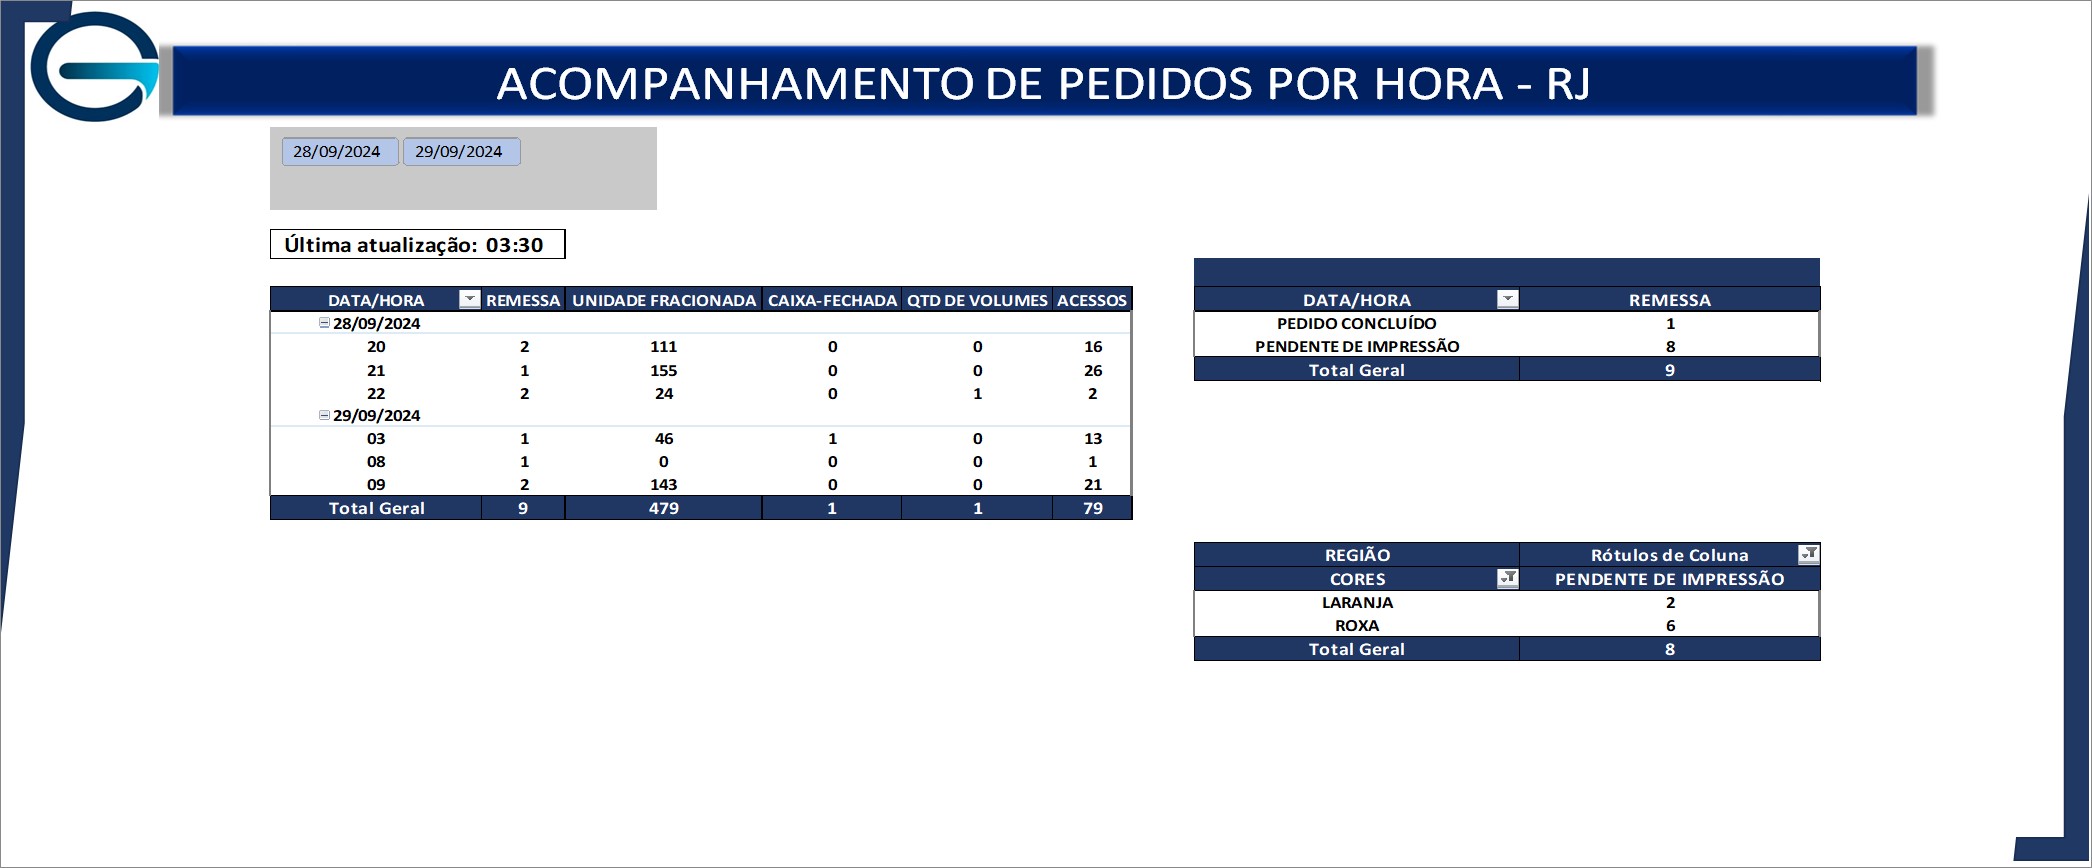 ACOMPANHAMENTO DE PEDIDOS POR HORA - RJ
28/09/2024 29/09/2024
Última atualização: 03:30
DATA/HORA REMESSA UNIDADE FRACIONADA CAIXA-FECHADA QTD DE VOLUMES ACESSOS
28/09/2024
20 2 111 0 0 16
21 1 155 0 0 26
22 2 24 0 1 2
29/09/2024
03 1 46 1 0 13
08 1 0 0 0 1
09 2 143 0 0 21
Total Geral 9 479 1 1 79
DATA/HORA REMESSA
PEDIDO CONCLUÍDO 1
PENDENTE DE IMPRESSÃO 8
Total Geral 9
REGIÃO Rótulos de Coluna
CORES PENDENTE DE IMPRESSÃO
LARANJA 2
ROXA 6
Total Geral 8